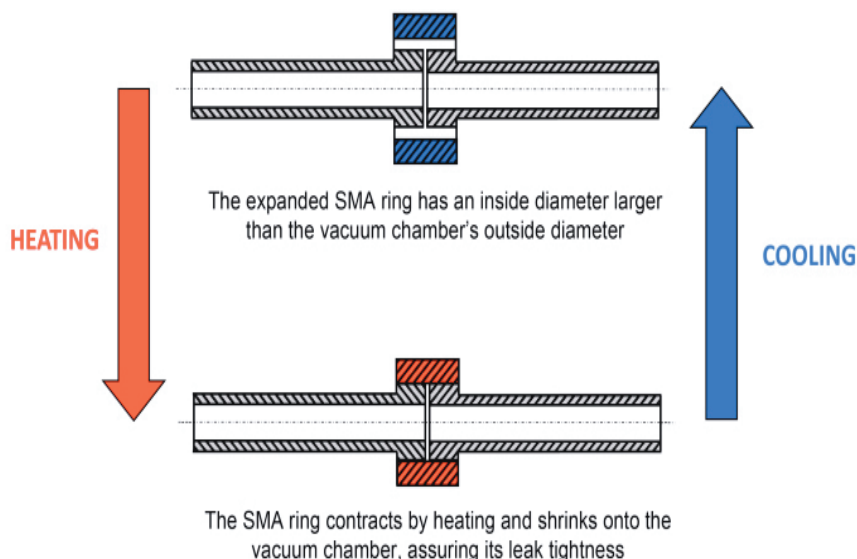 The expanded SMA ring has an inside diameter larger
than the vacuum chamber's outside diameter
HEATING
COOLING
The SMA ring contracts by heating and shrinks onto the
vacuum chamber, assuring its leak tightness